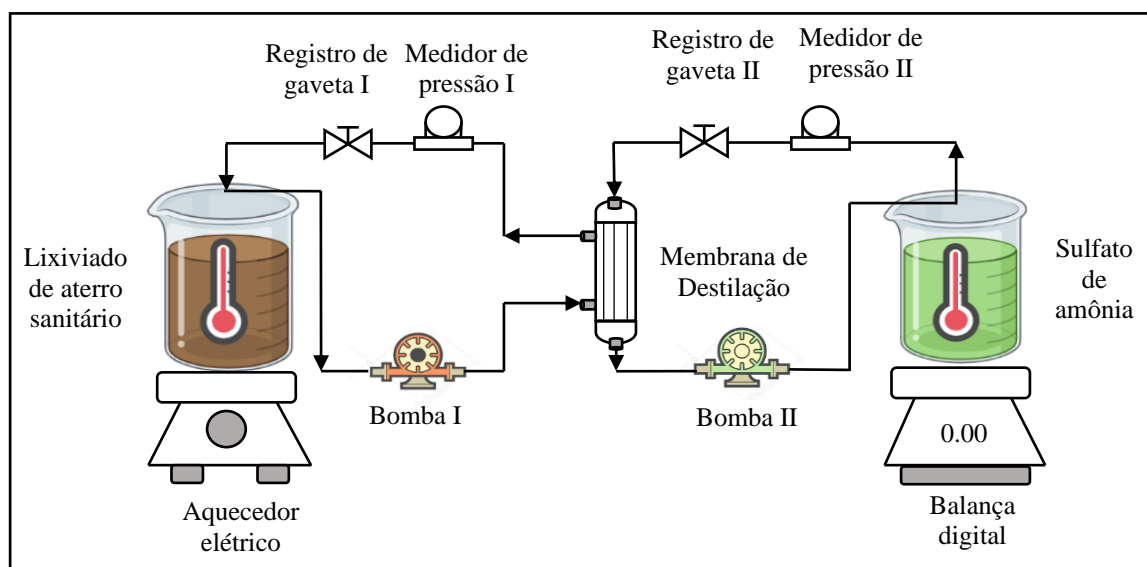 Registro de
gaveta I
Medidor de
pressão I
Registro de
gaveta II
Medidor de
pressão II
Lixiviado
de aterro
sanitário
Membrana de
Destilação
Sulfato
de
amônia
Bomba I
Bomba II
0.00
Aquecedor
elétrico
Balança
digital